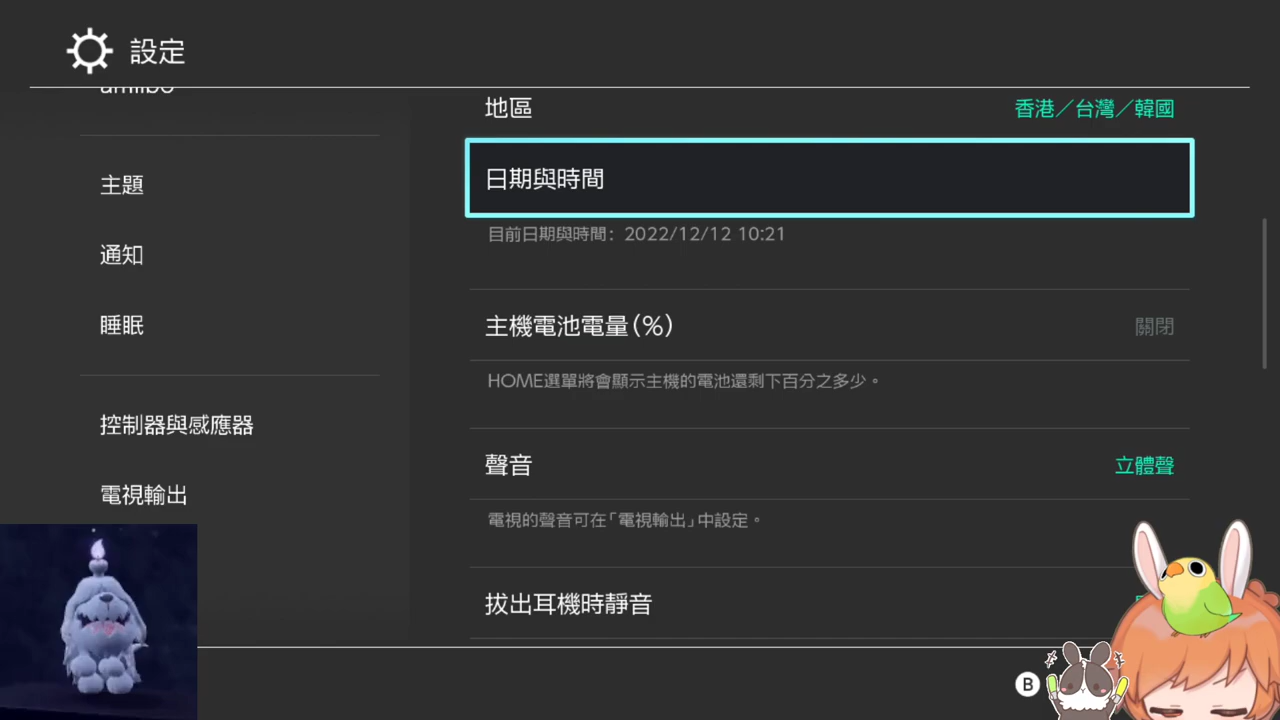 設定
amiibo
主題
通知
睡眠
控制器與感應器
電視輸出
地區 香港／台灣／韓國
日期與時間
目前日期與時間：2022/12/12 10:21
主機電池電量(%) 關閉
HOME選單將會顯示主機的電池還剩下百分之多少。
聲音 立體聲
電視的聲音可在「電視輸出」中設定。
拔出耳機時靜音
B